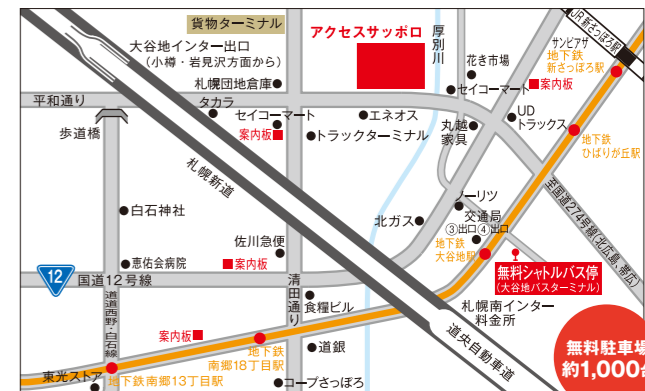 貨物ターミナル
アクセスサッポロ
厚別川
JR新さっぽろ駅
サンピアザ
地下鉄
新さっぽろ駅
大谷地インター出口
(小樽・岩見沢方面から)
花き市場
札幌団地倉庫
セイコーマート
案内板
平和通り
タカラ
セイコーマート
エネオス
丸越
家具
UD
トラックス
歩道橋
案内板
トラックターミナル
地下鉄
ひばりが丘駅
札幌新道
至国道274号線(北広島、帯広)
白石神社
北ガス
ノーリツ
交通局
③出口④出口
地下鉄
大谷地駅
佐川急便
恵佑会病院
案内板
無料シャトルバス停
(大谷地バスターミナル)
12
国道12号線
清田通り
食糧ビル
札幌南インター
料金所
道道西野・白石線
案内板
地下鉄
南郷18丁目駅
道銀
道央自動車道
無料駐車場
約1,000台
東光ストア
地下鉄南郷13丁目駅
コープさっぽろ